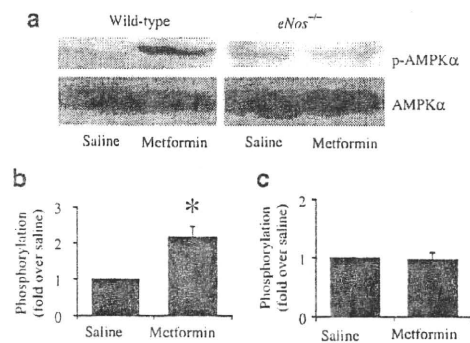 a
Wild-type eNos−/−
p-AMPKα
AMPKα
Saline Metformin Saline Metformin
b
Phosphorylation
(fold over saline)
3
2
1
0
*
Saline Metformin
c
Phosphorylation
(fold over saline)
2
1
0
Saline Metformin